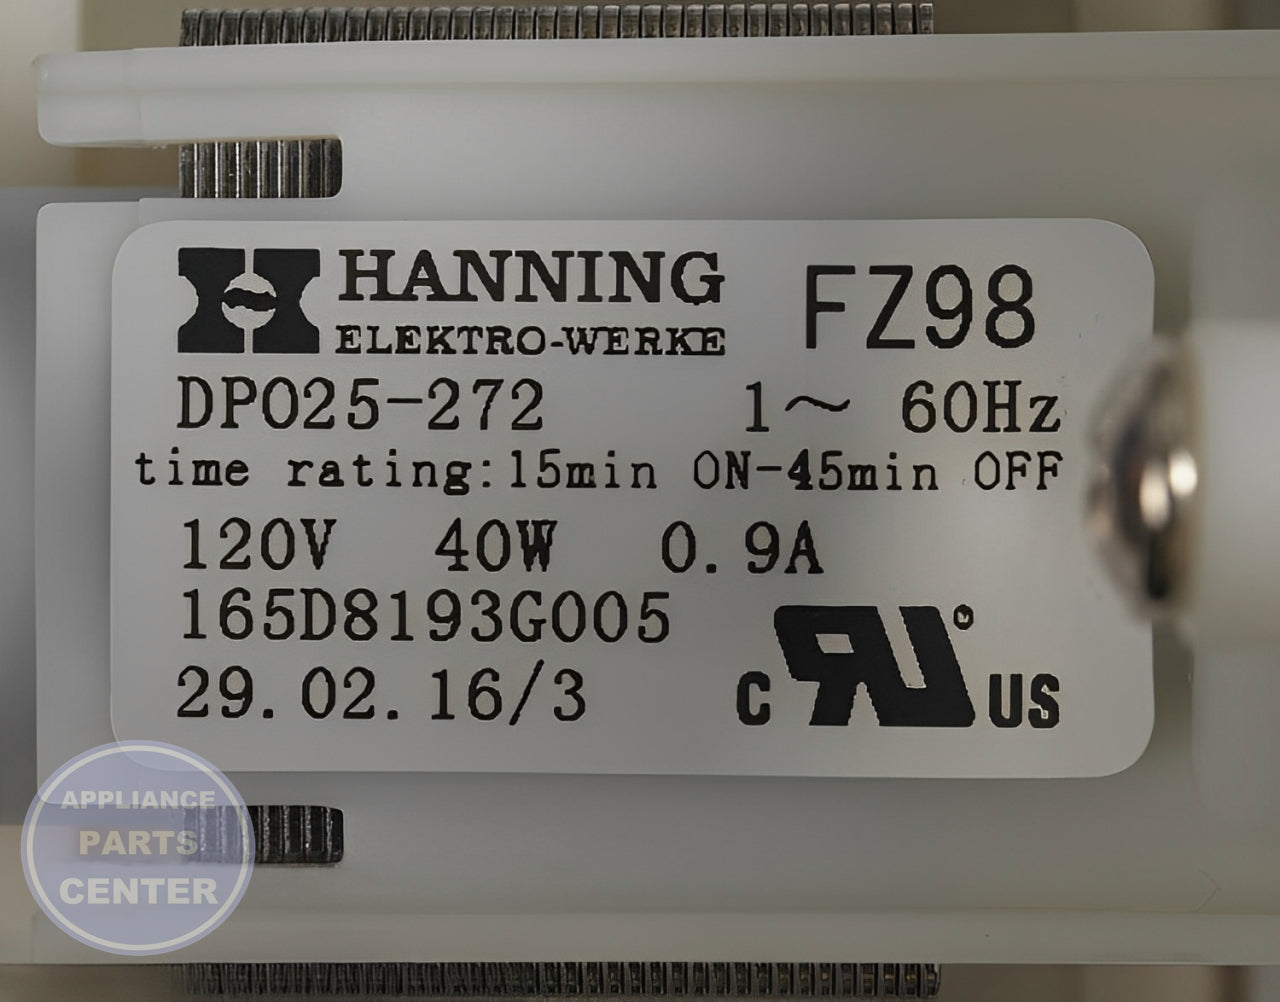 HANNING
ELEKTRO-WERKE
FZ98
DP025-272 1~ 60Hz
time rating:15min ON-45min OFF
120V 40W 0.9A
165D8193G005
29.02.16/3
C RU US
APPLIANCE
PARTS
CENTER